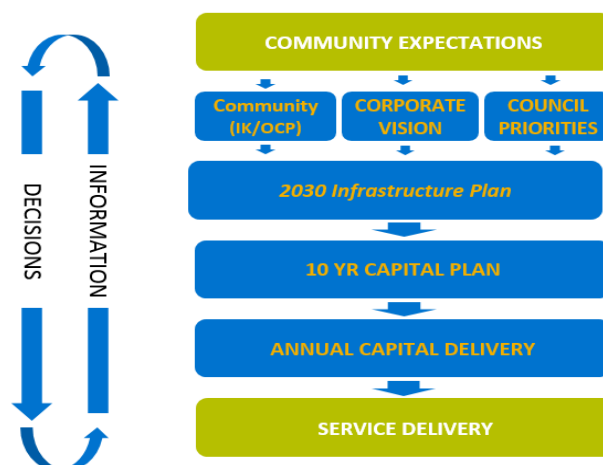 COMMUNITY EXPECTATIONS
Community
(IK/OCP)
CORPORATE
VISION
COUNCIL
PRIORITIES
2030 Infrastructure Plan
10 YR CAPITAL PLAN
ANNUAL CAPITAL DELIVERY
SERVICE DELIVERY
DECISIONS
INFORMATION